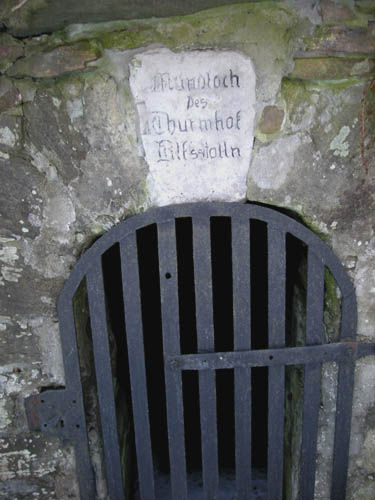 Mundloch
Des
Thurmhof
Hilfsstolln